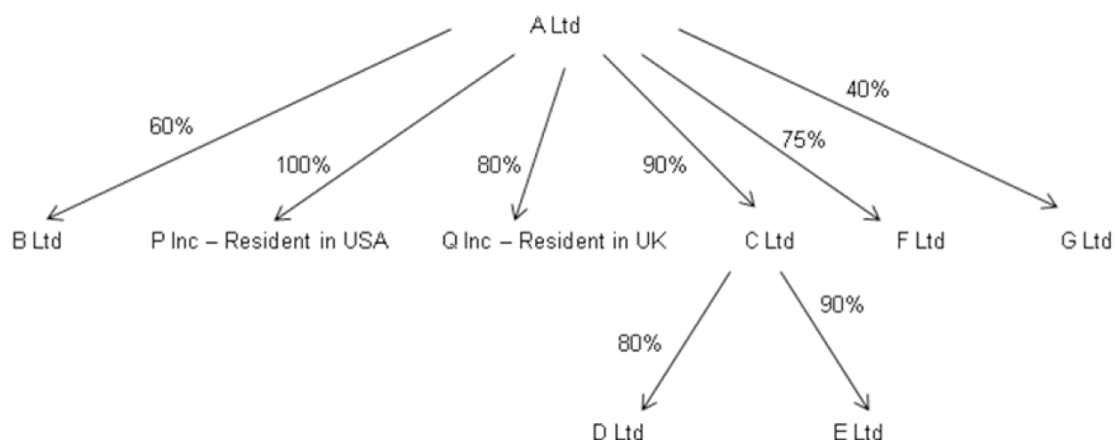 A Ltd
40%
60%
75%
100%
80%
90%
B Ltd P Inc – Resident in USA Q Inc – Resident in UK C Ltd F Ltd G Ltd
90%
80%
D Ltd E Ltd